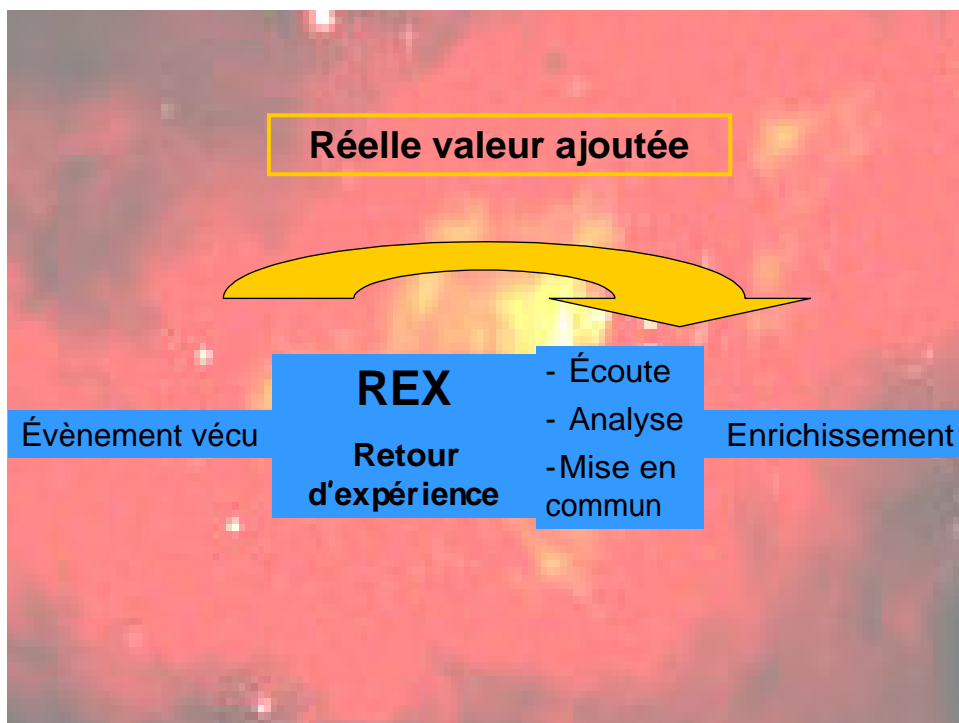 Réelle valeur ajoutée
Évènement vécu
REX
Retour
d'expérience
- Écoute
- Analyse
-Mise en
commun
Enrichissement